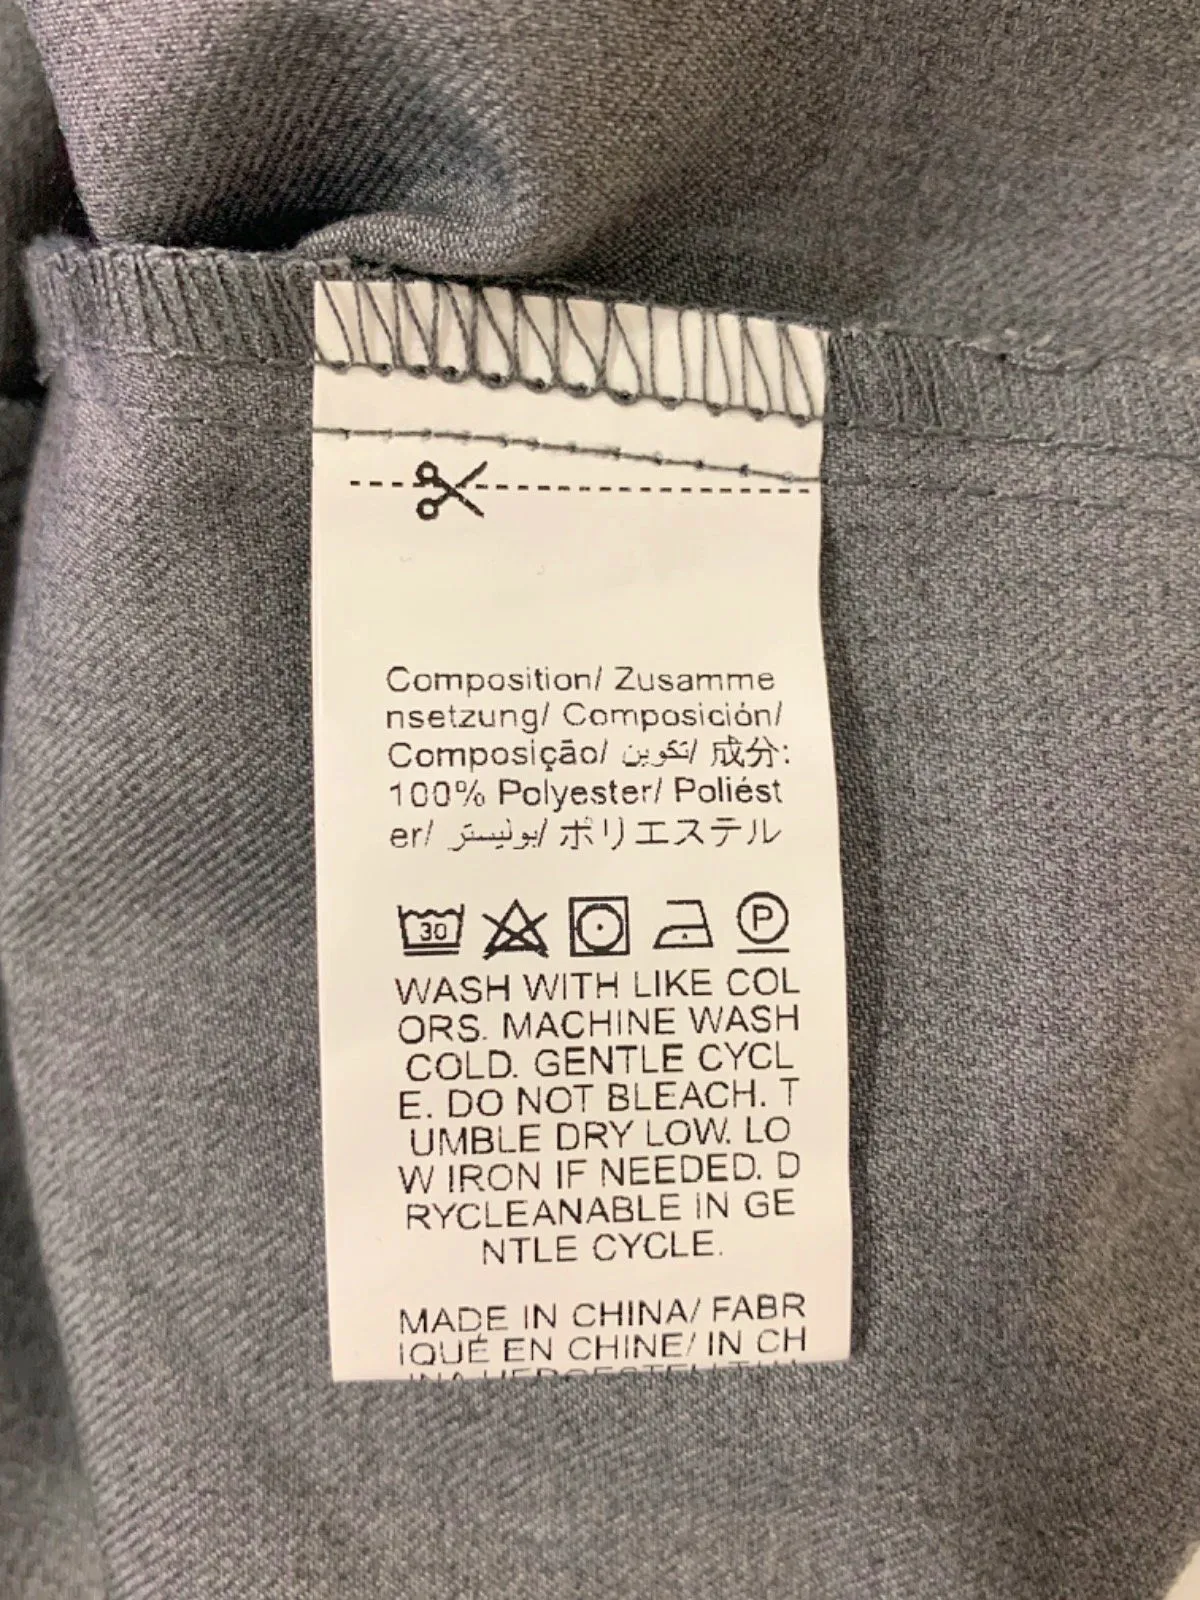 Composition/ Zusamme
nsetzung/ Composición/
Composição/ تكوين/ 成分:
100% Polyester/ Poliést
er/ بوليستر/ ポリエステル
30 P
WASH WITH LIKE COL
ORS. MACHINE WASH
COLD. GENTLE CYCL
E. DO NOT BLEACH. T
UMBLE DRY LOW. LO
W IRON IF NEEDED. D
RYCLEANABLE IN GE
NTLE CYCLE.
MADE IN CHINA/ FABR
IQUÉ EN CHINE/ IN CH
INA HERGESTELLT/